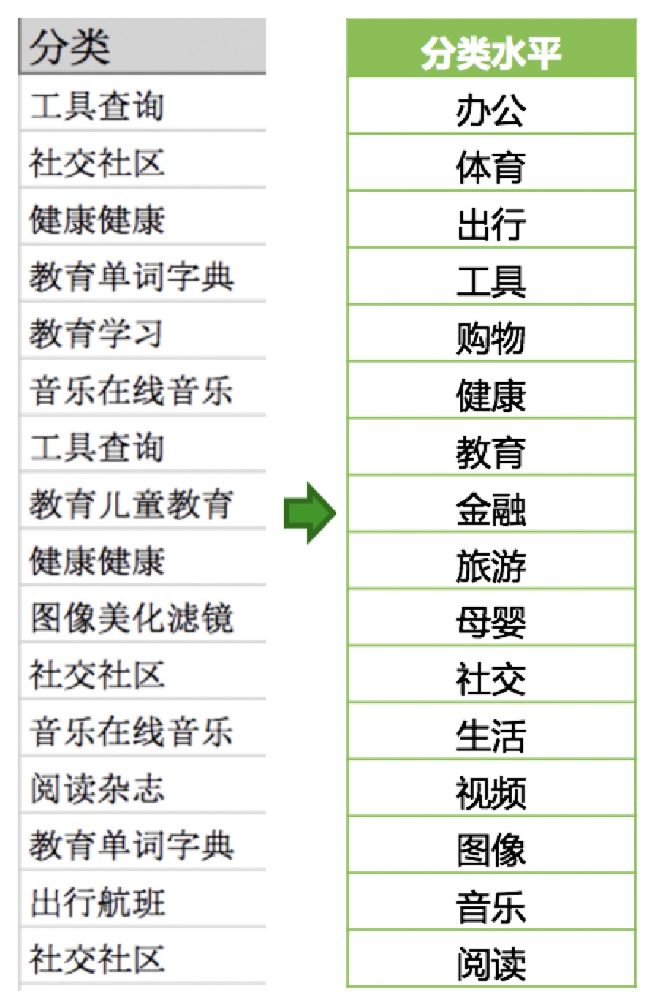 分类
工具查询
社交社区
健康健康
教育单词字典
教育学习
音乐在线音乐
工具查询
教育儿童教育
健康健康
图像美化滤镜
社交社区
音乐在线音乐
阅读杂志
教育单词字典
出行航班
社交社区
分类水平
办公
体育
出行
工具
购物
健康
教育
金融
旅游
母婴
社交
生活
视频
图像
音乐
阅读